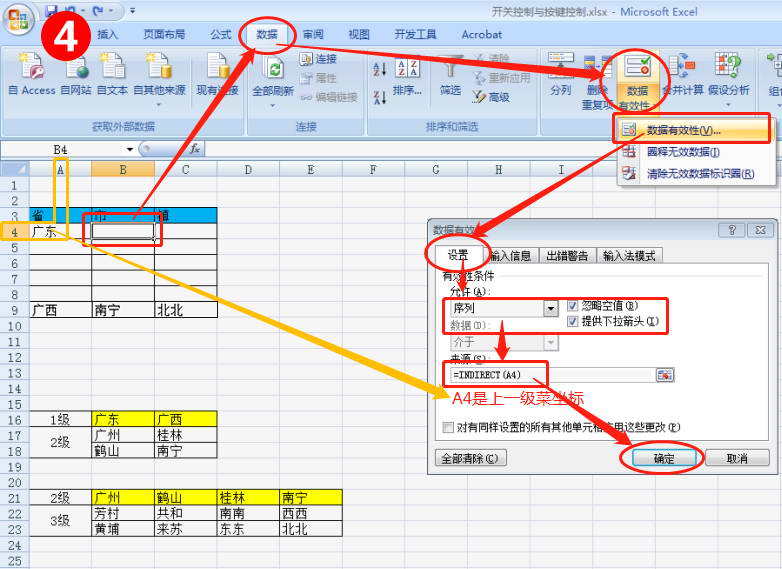 开关控制与按键控制.xlsx - Microsoft Excel
4
插入 页面布局 公式 数据 审阅 视图 开发工具 Acrobat
自 Access 自网站 自文本 自其他来源 现有连接 全部刷新 连接 属性 编辑链接 排序... 筛选 清除 重新应用 高级 分列 删除重复项 数据有效性 合并计算 假设分析 组合
获取外部数据 连接 排序和筛选
数据有效性(V)...
圈释无效数据(I)
清除无效数据标识圈(R)
B4 fx
A B C D E F G H I
1
2
3 省 市 镇
4 广东
5
6
7
8
9 广西 南宁 北北
10
11
12
13
14
15
16 1级 广东 广西
17 2级 广州 桂林
18 鹤山 南宁
19
20
21 2级 广州 鹤山 桂林 南宁
22 3级 芳村 共和 南南 西西
23 黄埔 来苏 东东 北北
24
25
数据有效
设置 输入信息 出错警告 输入法模式
有效性条件
允许(A):
序列 忽略空值(B)
数据(D): 提供下拉箭头(I)
介于
来源(S):
=INDIRECT(A4)
A4是上一级菜坐标
对有同样设置的所有其他单元格应用这些更改(P)
全部清除(C) 确定 取消